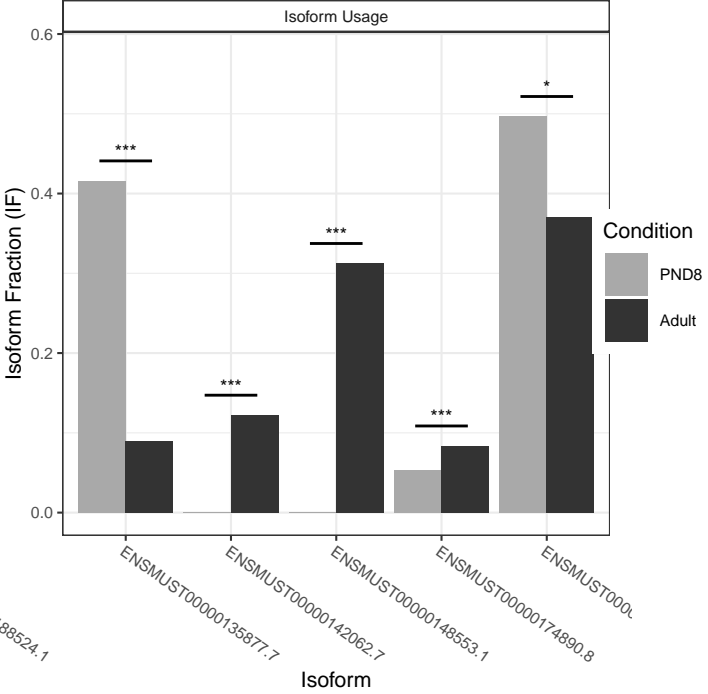 Isoform Usage
0.6
0.4
0.2
0.0
Isoform Fraction (IF)
***
***
***
***
*
Condition
PND8
Adult
ENSMUST00000135877.7
ENSMUST00000142062.7
ENSMUST00000148553.1
ENSMUST00000174890.8
ENSMUST000
88524.1
Isoform